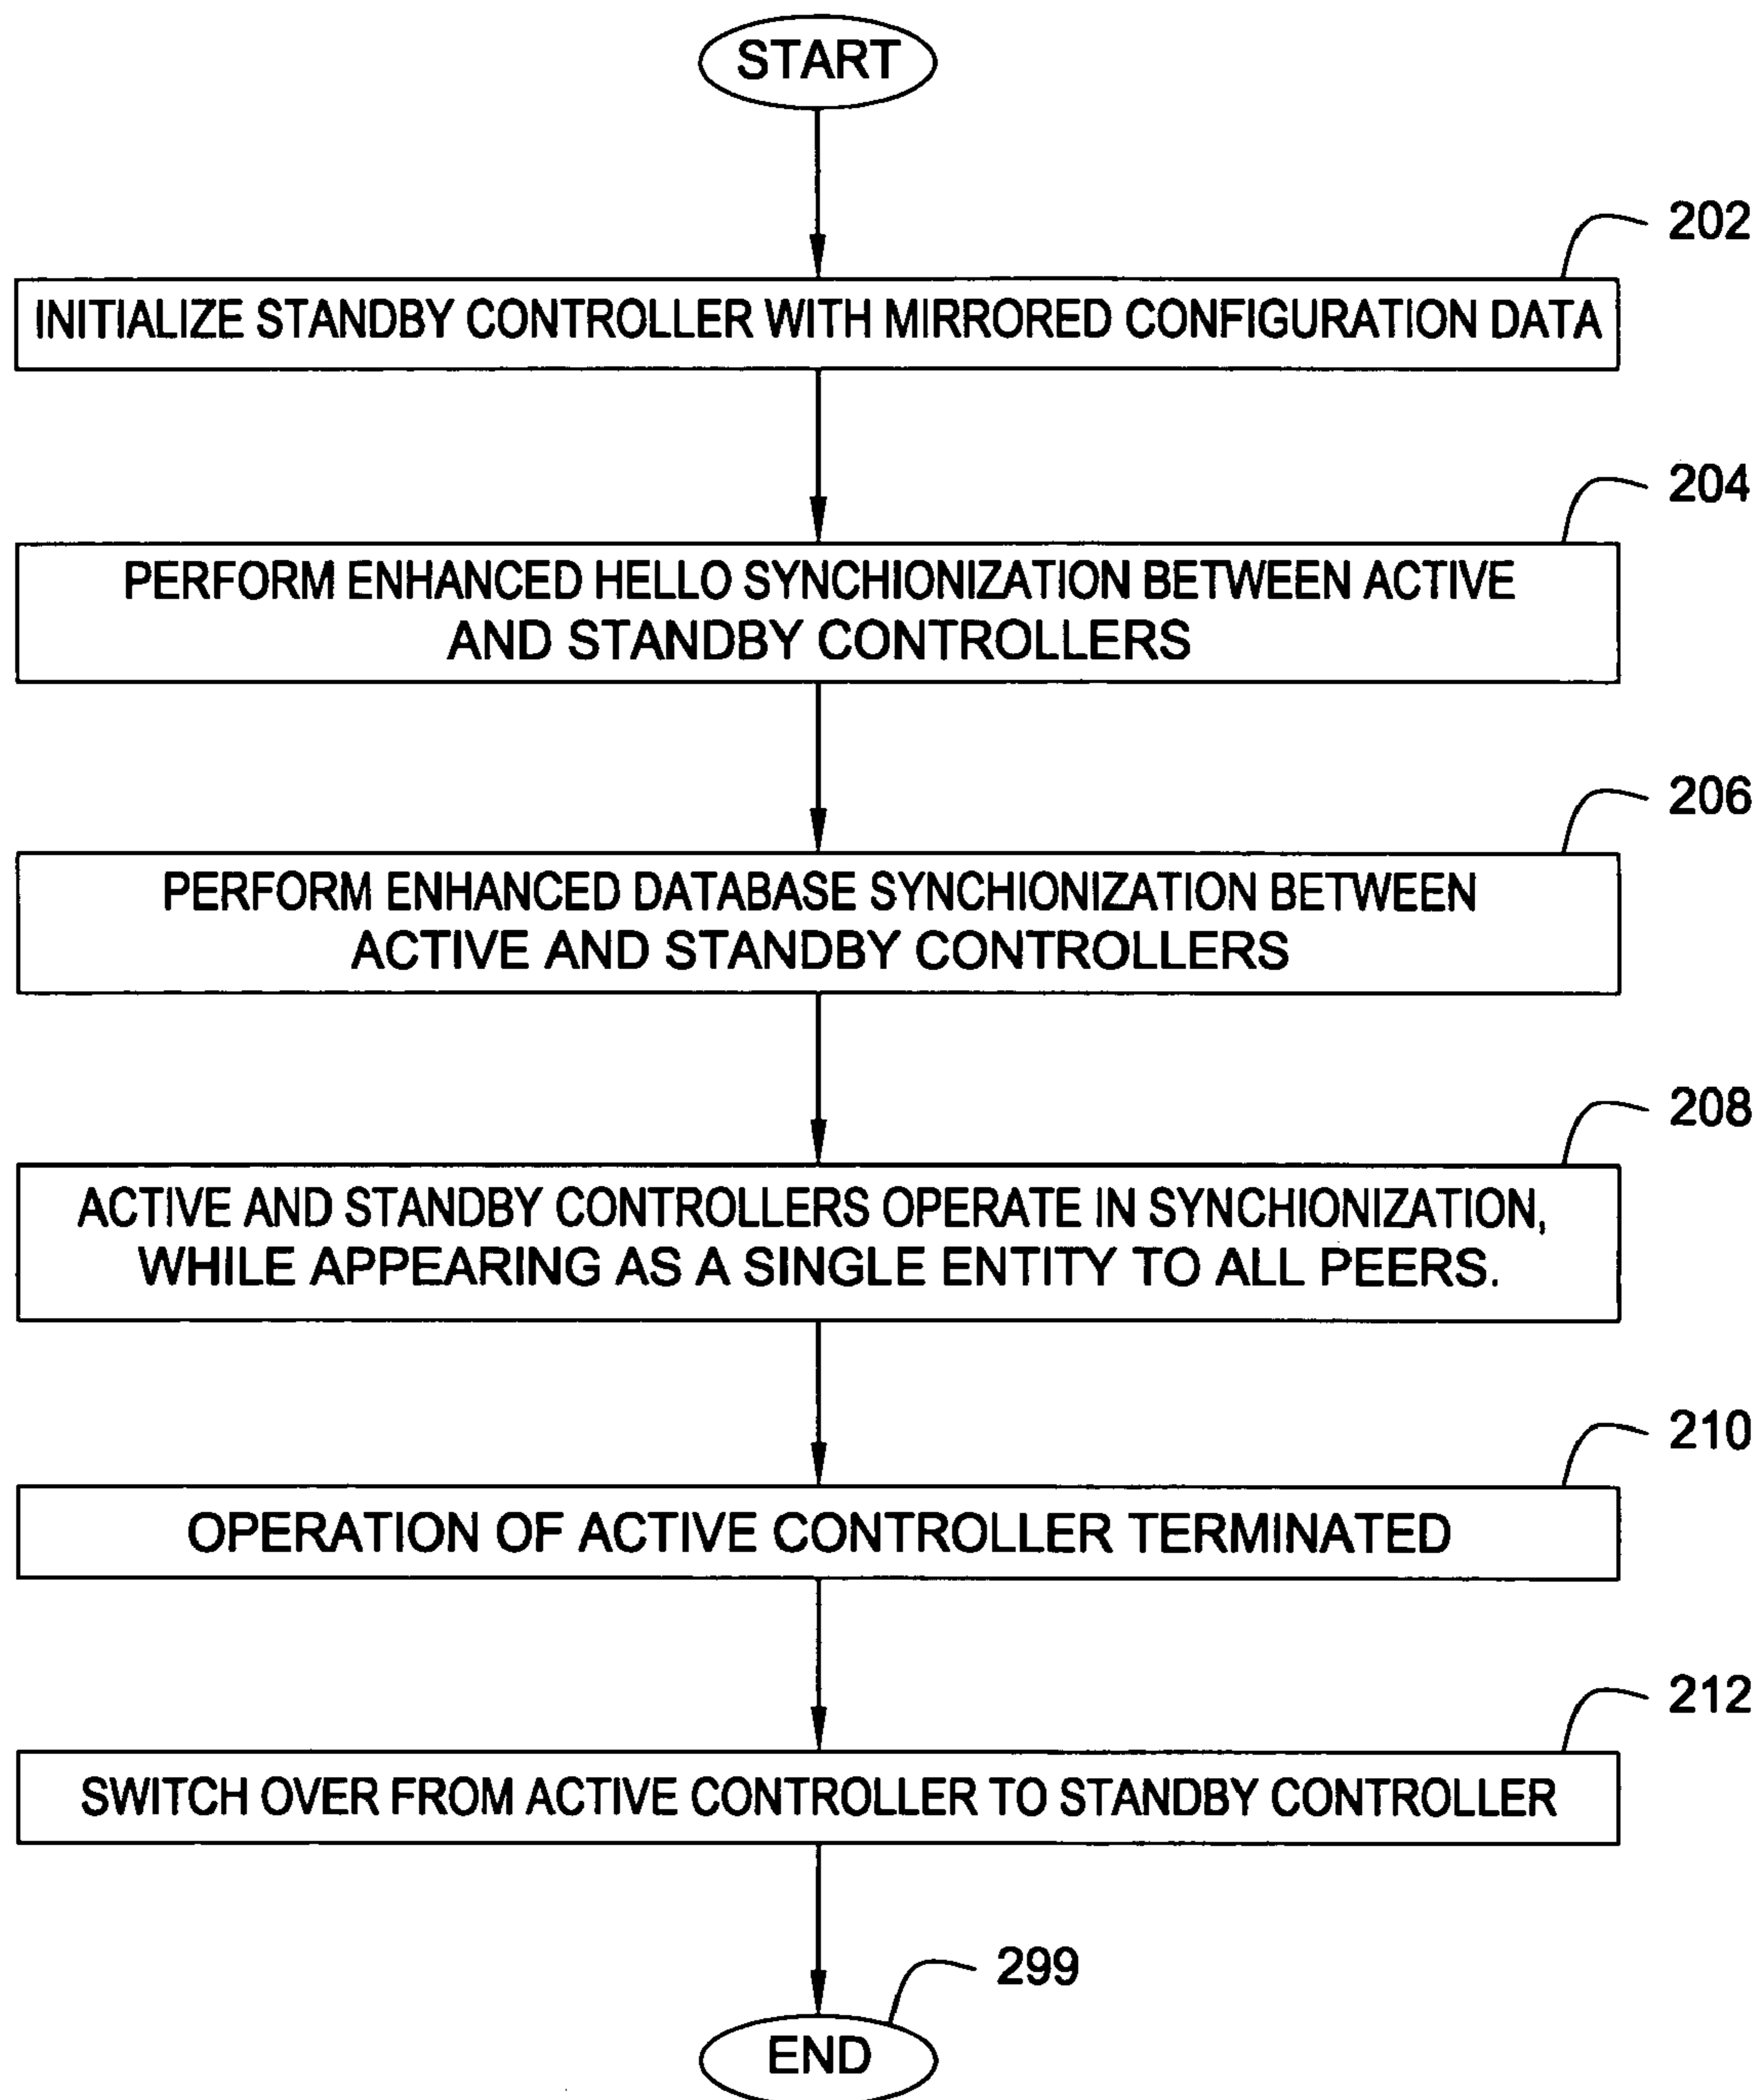 START
202
INITIALIZE STANDBY CONTROLLER WITH MIRRORED CONFIGURATION DATA
204
PERFORM ENHANCED HELLO SYNCHIONIZATION BETWEEN ACTIVE
AND STANDBY CONTROLLERS
206
PERFORM ENHANCED DATABASE SYNCHIONIZATION BETWEEN
ACTIVE AND STANDBY CONTROLLERS
208
ACTIVE AND STANDBY CONTROLLERS OPERATE IN SYNCHIONIZATION,
WHILE APPEARING AS A SINGLE ENTITY TO ALL PEERS.
210
OPERATION OF ACTIVE CONTROLLER TERMINATED
212
SWITCH OVER FROM ACTIVE CONTROLLER TO STANDBY CONTROLLER
299
END